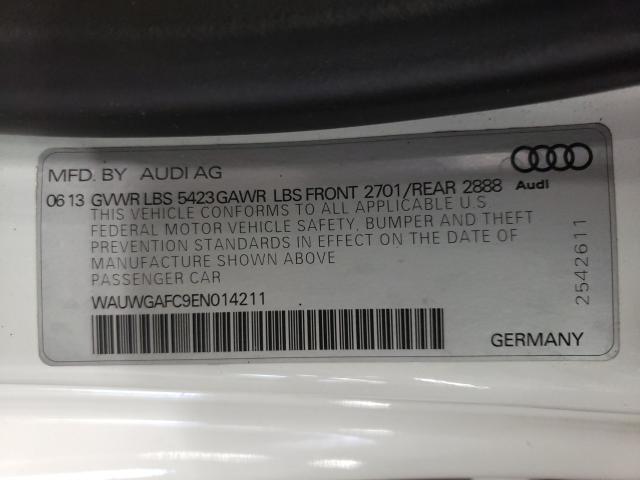 MFD. BY AUDI AG
06 13 GVWR LBS 5423 GAWR LBS FRONT 2701/REAR 2888
Audi
THIS VEHICLE CONFORMS TO ALL APPLICABLE U.S
FEDERAL MOTOR VEHICLE SAFETY, BUMPER AND THEFT
PREVENTION STANDARDS IN EFFECT ON THE DATE OF
MANUFACTURE SHOWN ABOVE
PASSENGER CAR
WAUWGAFC9EN014211
GERMANY
2542611